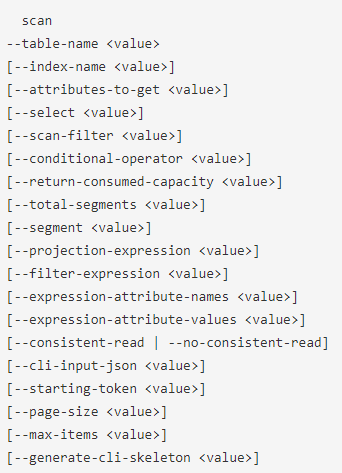 scan
--table-name <value>
[--index-name <value>]
[--attributes-to-get <value>]
[--select <value>]
[--scan-filter <value>]
[--conditional-operator <value>]
[--return-consumed-capacity <value>]
[--total-segments <value>]
[--segment <value>]
[--projection-expression <value>]
[--filter-expression <value>]
[--expression-attribute-names <value>]
[--expression-attribute-values <value>]
[--consistent-read | --no-consistent-read]
[--cli-input-json <value>]
[--starting-token <value>]
[--page-size <value>]
[--max-items <value>]
[--generate-cli-skeleton <value>]